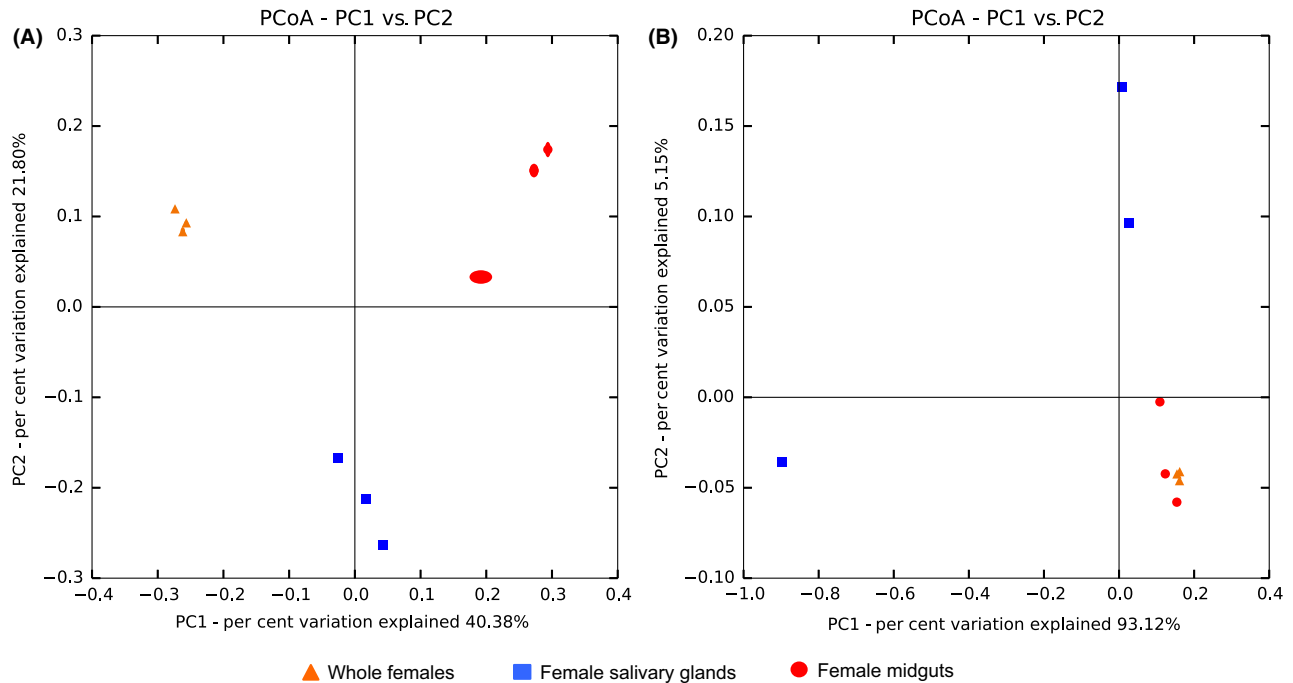 (A)
PCoA - PC1 vs. PC2
0.3
0.2
0.1
0.0
−0.1
−0.2
−0.3
PC2 - per cent variation explained 21.80%
−0.4 −0.3 −0.2 −0.1 0.0 0.1 0.2 0.3 0.4
PC1 - per cent variation explained 40.38%
(B)
PCoA - PC1 vs. PC2
0.20
0.15
0.10
0.05
0.00
−0.05
−0.10
PC2 - per cent variation explained 5.15%
−1.0 −0.8 −0.6 −0.4 −0.2 0.0 0.2 0.4
PC1 - per cent variation explained 93.12%
Whole females Female salivary glands Female midguts